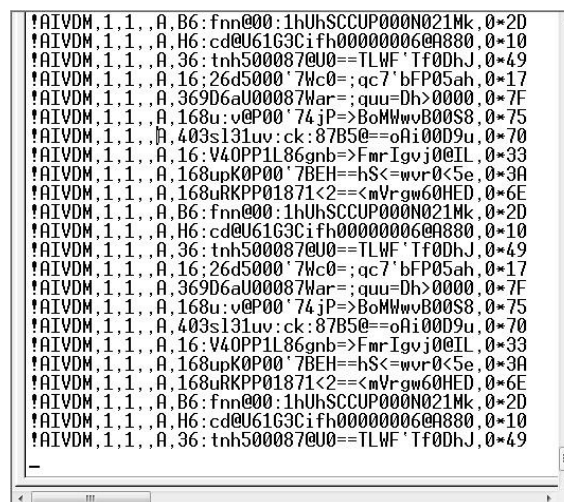 !AIVDM,1,1,,A,B6:fnn@00:1hUhSCCUP000N021Mk,0*2D
!AIVDM,1,1,,A,H6:cd@U61G3Cifh00000006@A880,0*10
!AIVDM,1,1,,A,36:tnh500087@U0==TLWF`Tf0DhJ,0*49
!AIVDM,1,1,,A,16;26d5000`7Wc0=;qc7`bFP05ah,0*17
!AIVDM,1,1,,A,369D6aU00087War=;quu=Dh>0000,0*7F
!AIVDM,1,1,,A,168u:v@P00`74jP=>BoMWwvB00S8,0*75
!AIVDM,1,1,,A,403sl31uv:ck:87B5@==oAi00D9u,0*70
!AIVDM,1,1,,A,16:V4OPP1L86gnb=>FmrIgvj0@IL,0*33
!AIVDM,1,1,,A,168upK0P00`7BEH==hS<=wvr0<5e,0*3A
!AIVDM,1,1,,A,168uRKPP01871<2==<mVrgw60HED,0*6E
!AIVDM,1,1,,A,B6:fnn@00:1hUhSCCUP000N021Mk,0*2D
!AIVDM,1,1,,A,H6:cd@U61G3Cifh00000006@A880,0*10
!AIVDM,1,1,,A,36:tnh500087@U0==TLWF`Tf0DhJ,0*49
!AIVDM,1,1,,A,16;26d5000`7Wc0=;qc7`bFP05ah,0*17
!AIVDM,1,1,,A,369D6aU00087War=;quu=Dh>0000,0*7F
!AIVDM,1,1,,A,168u:v@P00`74jP=>BoMWwvB00S8,0*75
!AIVDM,1,1,,A,403sl31uv:ck:87B5@==oAi00D9u,0*70
!AIVDM,1,1,,A,16:V4OPP1L86gnb=>FmrIgvj0@IL,0*33
!AIVDM,1,1,,A,168upK0P00`7BEH==hS<=wvr0<5e,0*3A
!AIVDM,1,1,,A,168uRKPP01871<2==<mVrgw60HED,0*6E
!AIVDM,1,1,,A,B6:fnn@00:1hUhSCCUP000N021Mk,0*2D
!AIVDM,1,1,,A,H6:cd@U61G3Cifh00000006@A880,0*10
!AIVDM,1,1,,A,36:tnh500087@U0==TLWF`Tf0DhJ,0*49